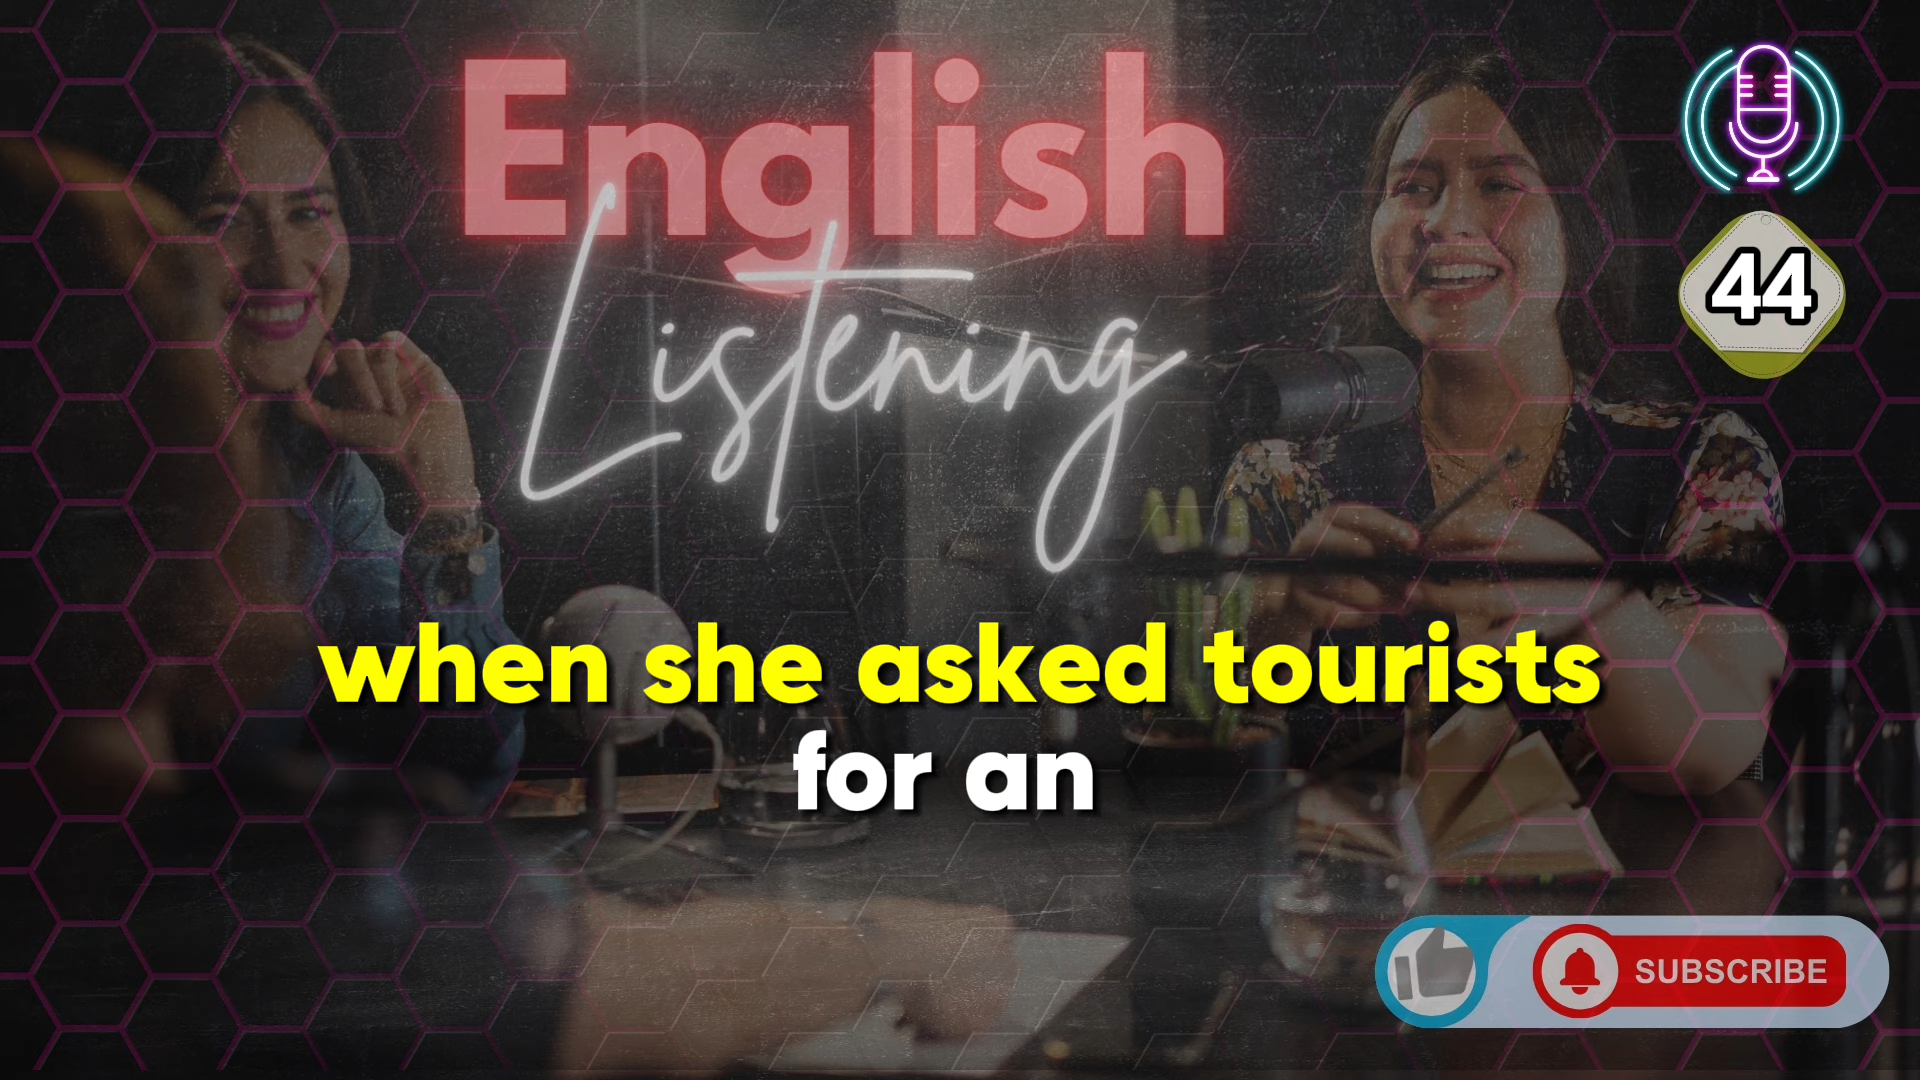 English
Listening
44
when she asked tourists
for an
SUBSCRIBE